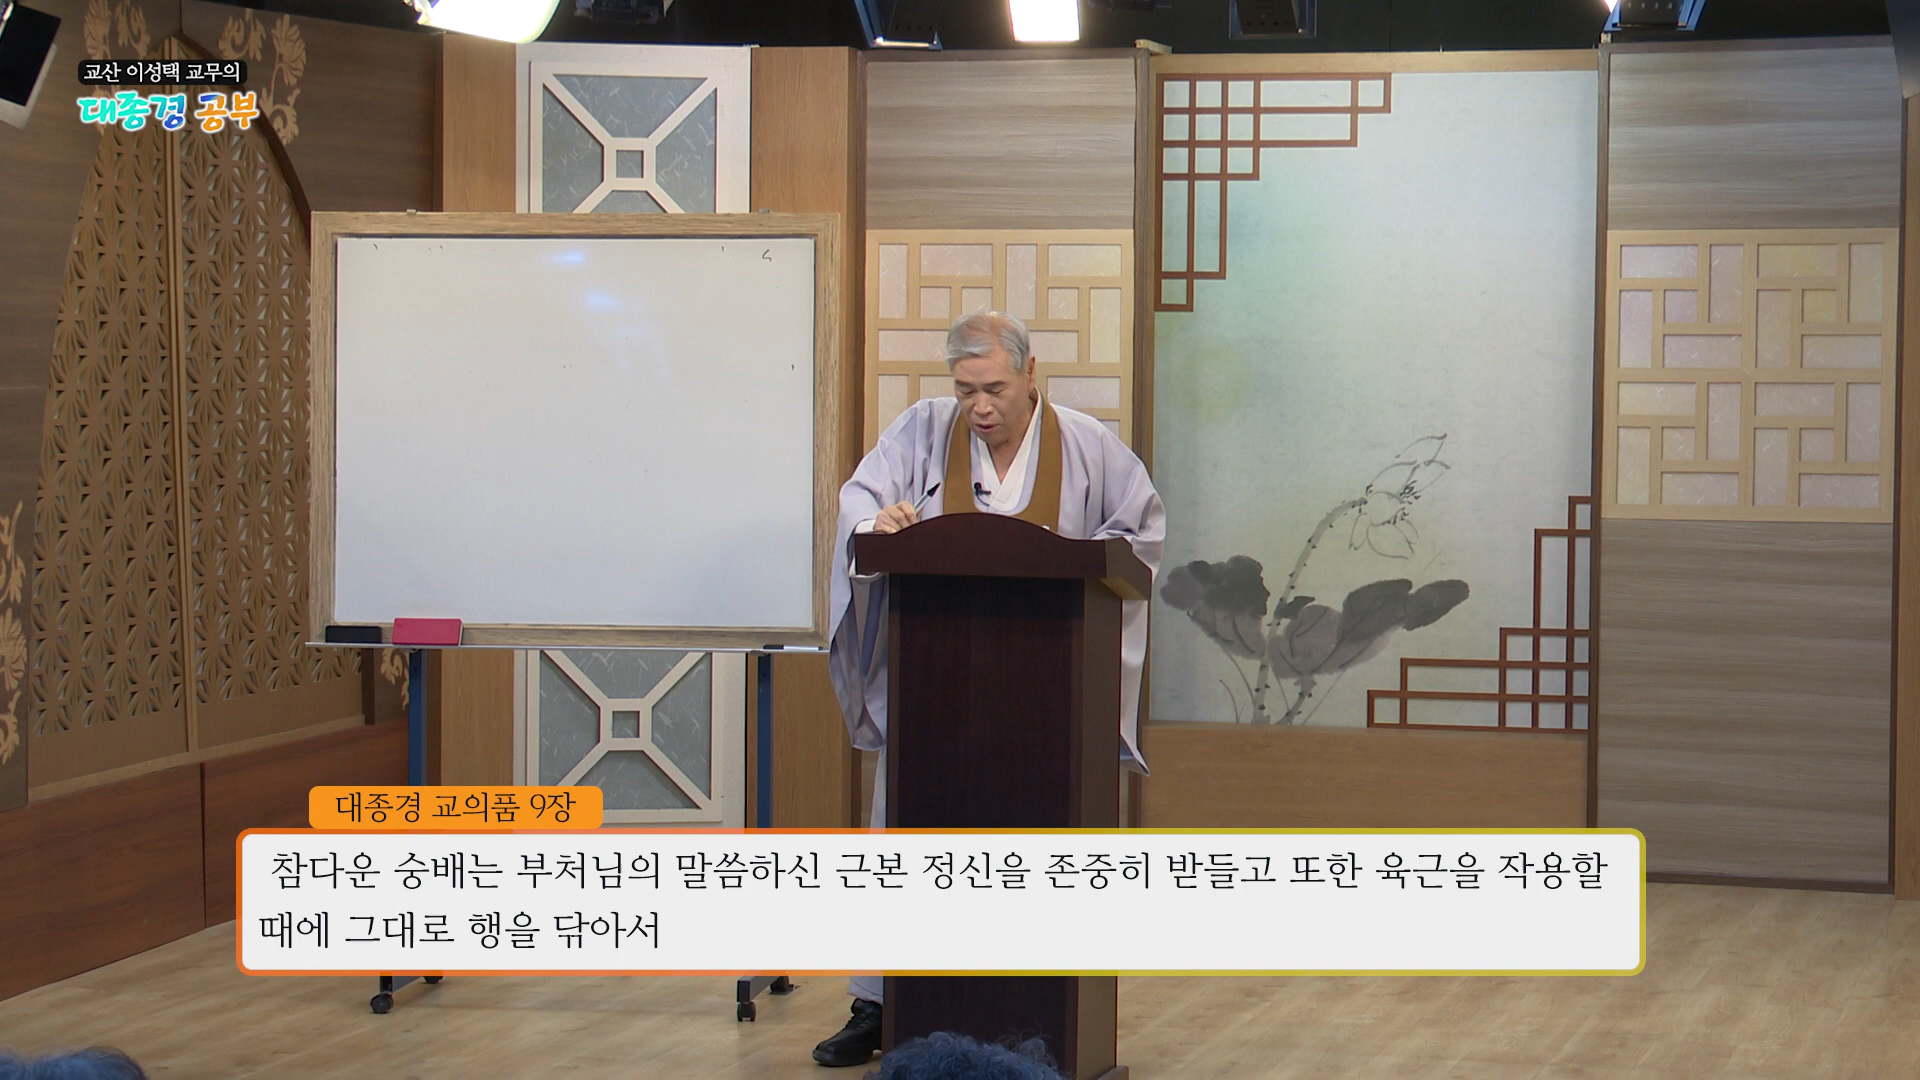 교산 이성택 교무의
대종경 공부
대종경 교의품 9장
참다운 숭배는 부처님의 말씀하신 근본 정신을 존중히 받들고 또한 육근을 작용할
때에 그대로 행을 닦아서